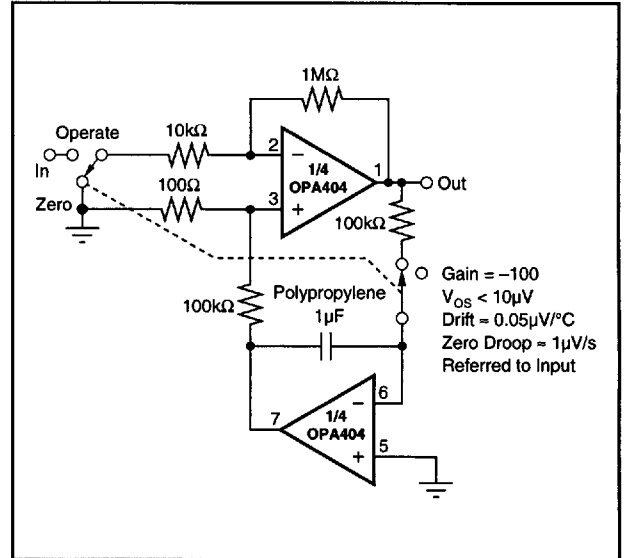 1MΩ
Operate
10kΩ
In
2
−
1/4
OPA404
1
Out
100Ω
3
+
Zero
100kΩ
100kΩ
Polypropylene
1µF
Gain = −100
V_OS < 10µV
Drift ≈ 0.05µV/°C
Zero Droop ≈ 1µV/s
Referred to Input
6
−
7
1/4
OPA404
+
5